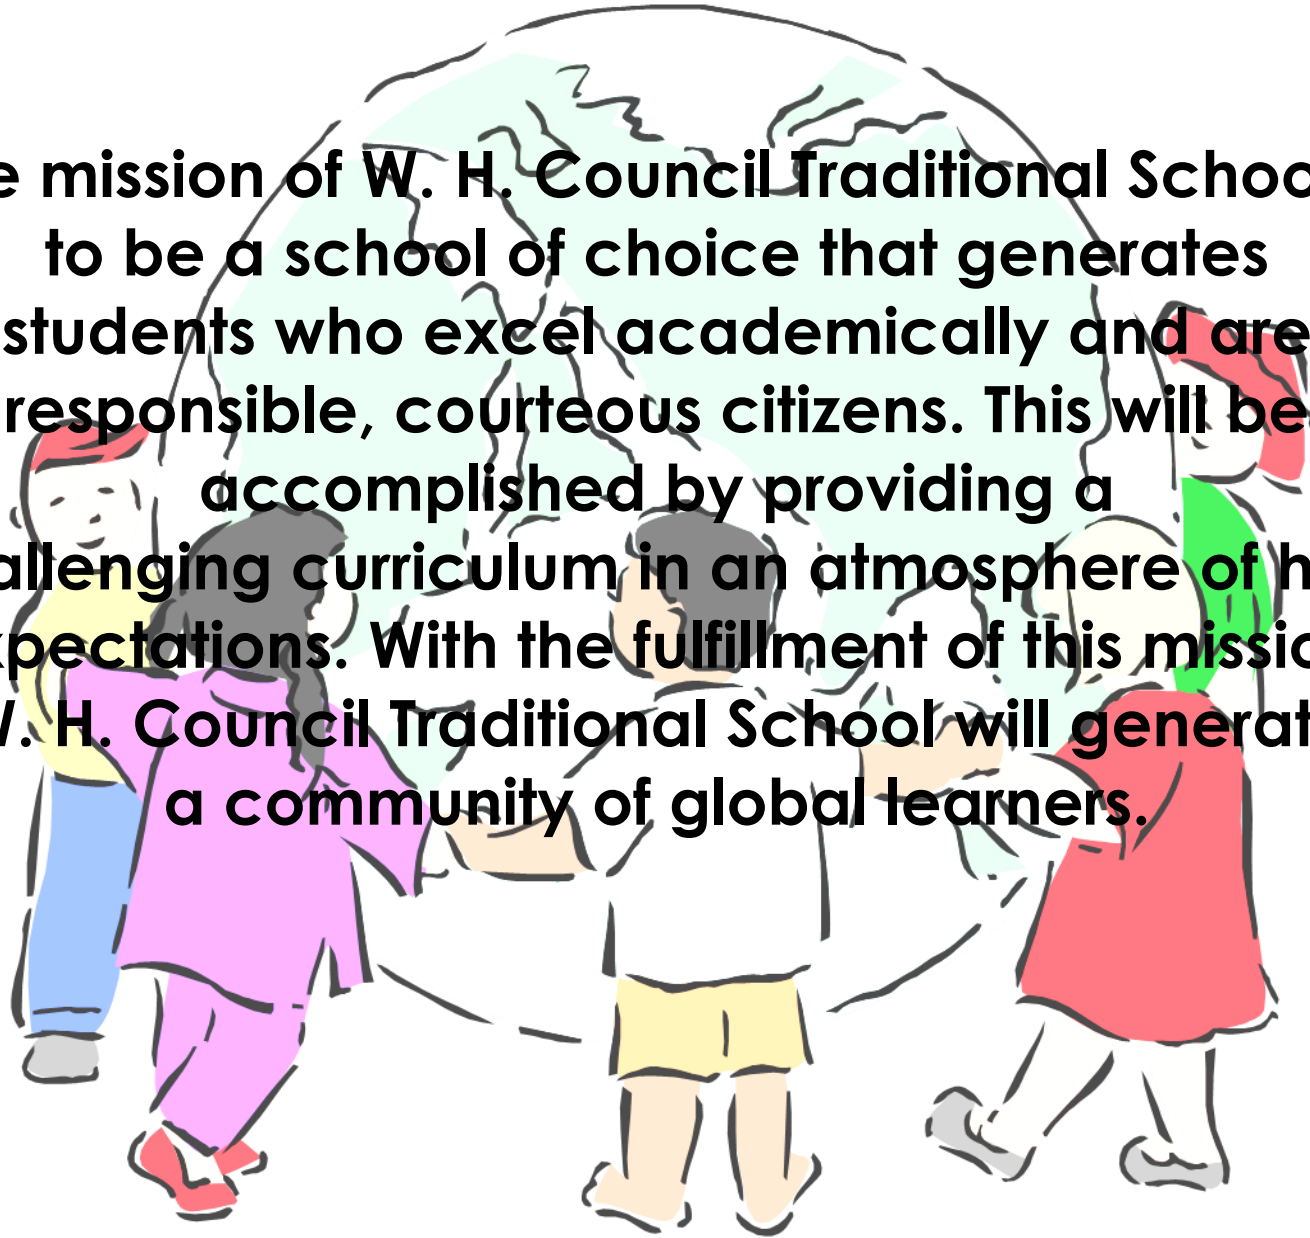 e mission of W. H. Council Traditional Schoo
to be a school of choice that generates
students who excel academically and are
responsible, courteous citizens. This will be
accomplished by providing a
allenging curriculum in an atmosphere of h
xpectations. With the fulfillment of this missio
W. H. Council Traditional School will generat
a community of global learners.